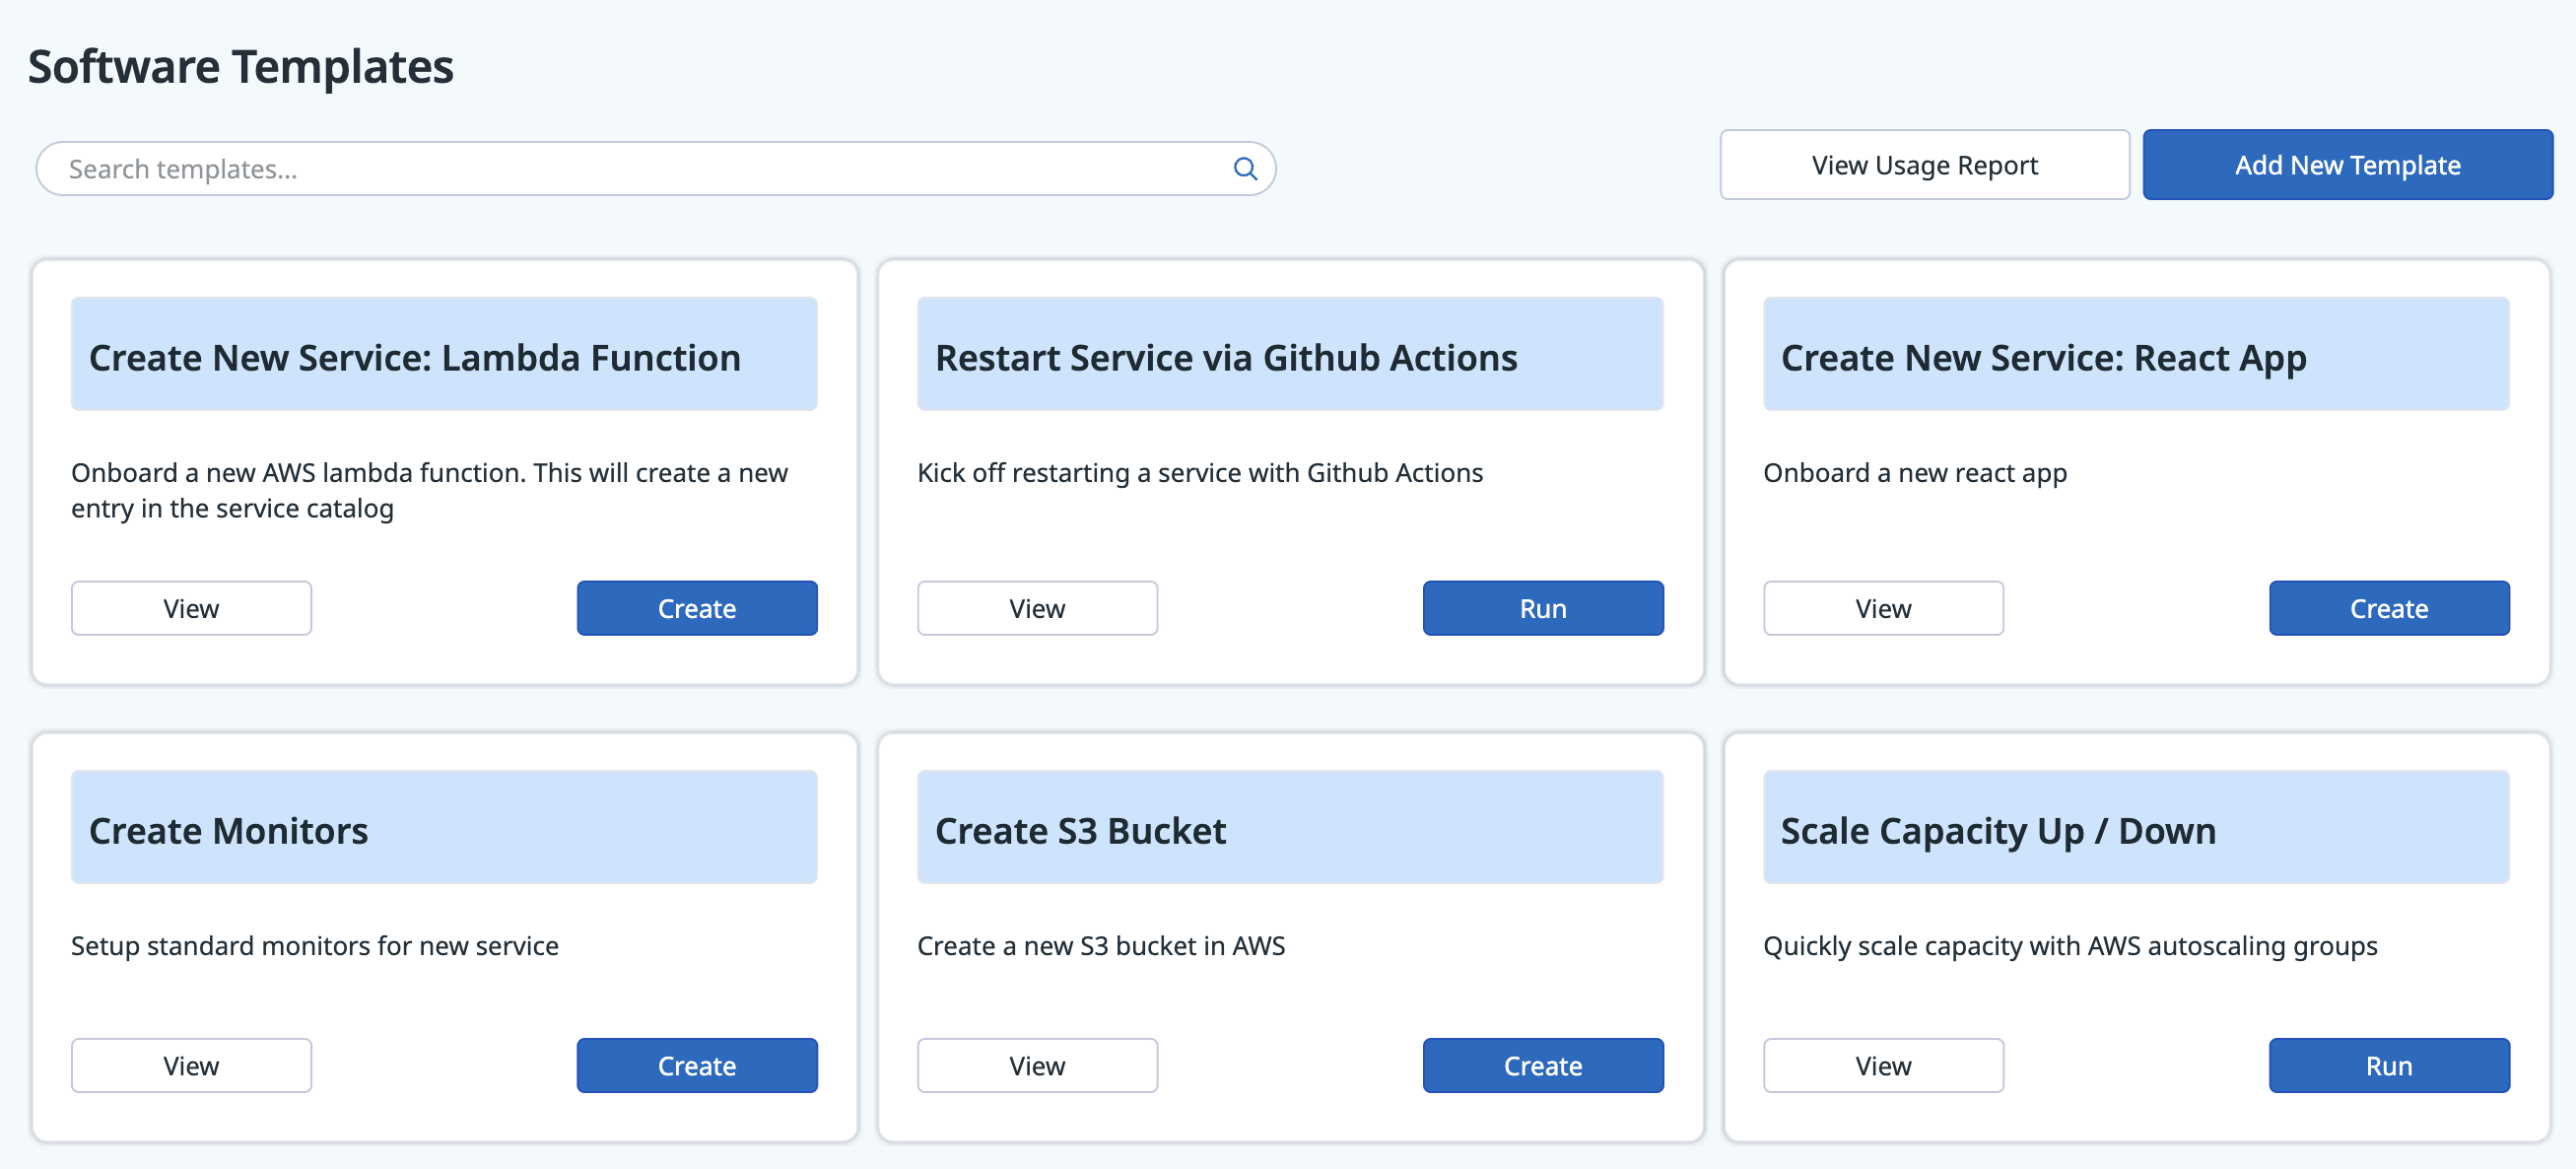 Software Templates
Search templates...
View Usage Report
Add New Template
Create New Service: Lambda Function
Onboard a new AWS lambda function. This will create a new
entry in the service catalog
View
Create
Restart Service via Github Actions
Kick off restarting a service with Github Actions
View
Run
Create New Service: React App
Onboard a new react app
View
Create
Create Monitors
Setup standard monitors for new service
View
Create
Create S3 Bucket
Create a new S3 bucket in AWS
View
Create
Scale Capacity Up / Down
Quickly scale capacity with AWS autoscaling groups
View
Run